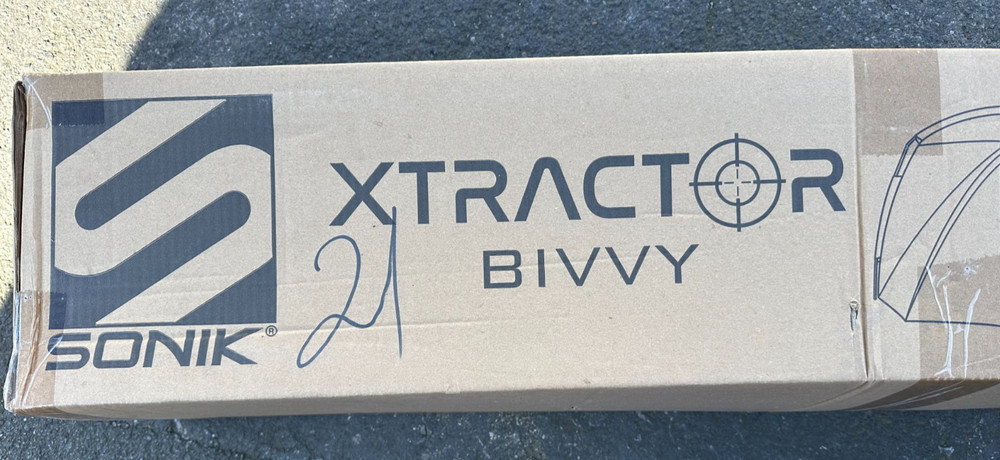 SONIK®
XTRACTOR
BIVVY
21